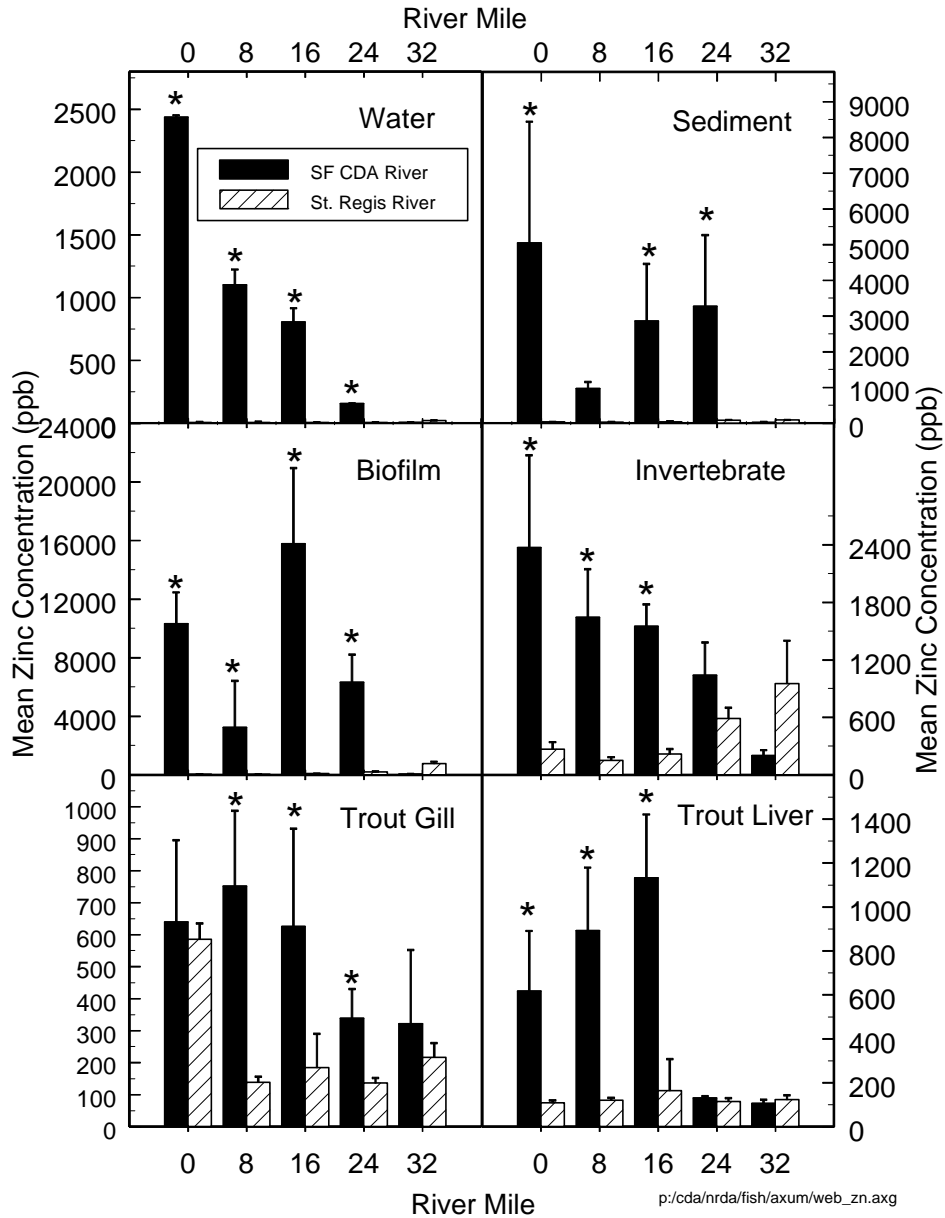 River Mile
0 8 16 24 32
0 8 16 24 32
Water
2500
2000
1500
1000
500
0
SF CDA River
St. Regis River
* * * *
Sediment
9000
8000
7000
6000
5000
4000
3000
2000
1000
0
* * *
Mean Zinc Concentration (ppb)
Biofilm
24000
20000
16000
12000
8000
4000
0
* * * *
Invertebrate
2400
1800
1200
600
0
* * *
Mean Zinc Concentration (ppb)
Trout Gill
1000
900
800
700
600
500
400
300
200
100
0
* * *
Trout Liver
1400
1200
1000
800
600
400
200
0
* * *
0 8 16 24 32
0 8 16 24 32
River Mile
p:/cda/nrda/fish/axum/web_zn.axg